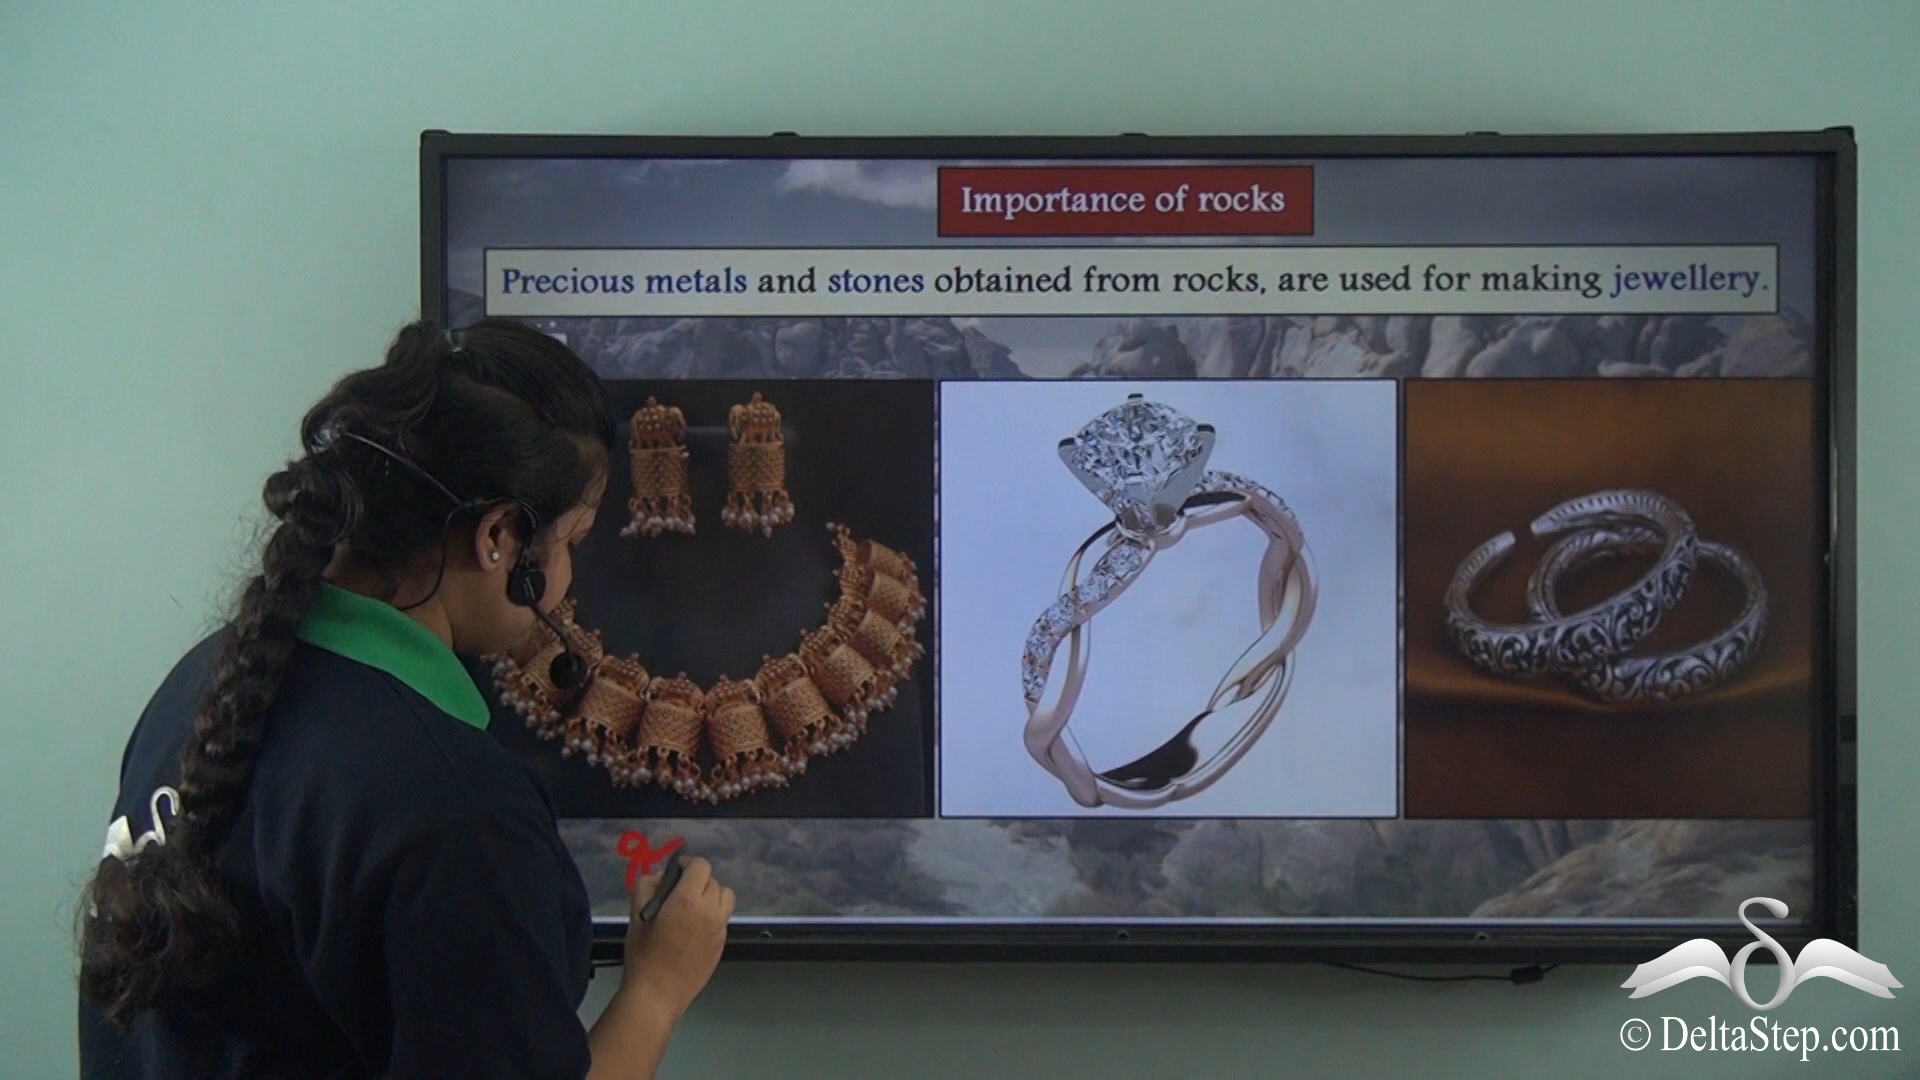 Importance of rocks
Precious metals and stones obtained from rocks, are used for making jewellery.
© DeltaStep.com